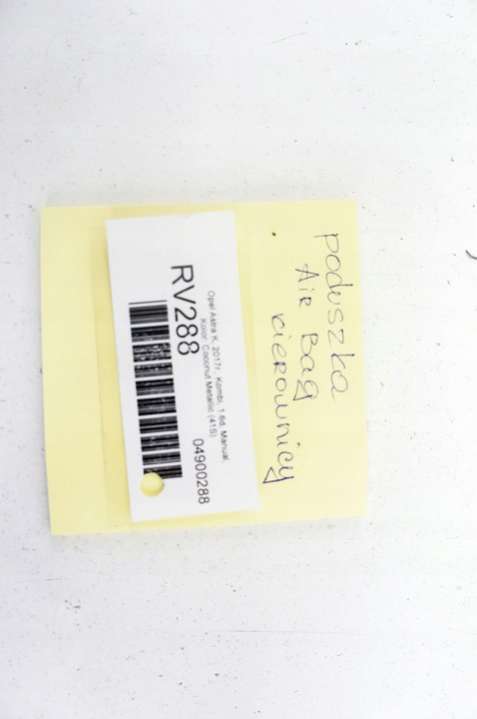 poduszka
Air Bag
kierownicy
Opel Astra K, 2017r., Kombi, 1.6d, Manual,
Kolor: Coconut Metallic (41S)
04900288
RV288